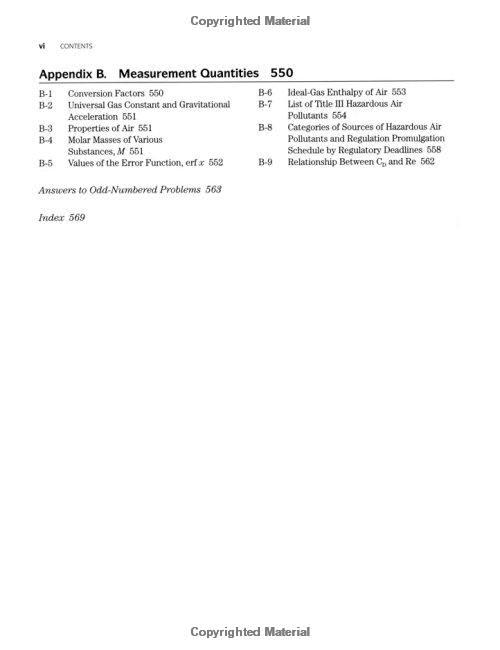 Copyrighted Material
vi CONTENTS
Appendix B. Measurement Quantities 550
B-1 Conversion Factors 550
B-2 Universal Gas Constant and Gravitational
Acceleration 551
B-3 Properties of Air 551
B-4 Molar Masses of Various
Substances, M 551
B-5 Values of the Error Function, erf x 552
B-6 Ideal-Gas Enthalpy of Air 553
B-7 List of Title III Hazardous Air
Pollutants 554
B-8 Categories of Sources of Hazardous Air
Pollutants and Regulation Promulgation
Schedule by Regulatory Deadlines 558
B-9 Relationship Between C_D and Re 562
Answers to Odd-Numbered Problems 563
Index 569
Copyrighted Material